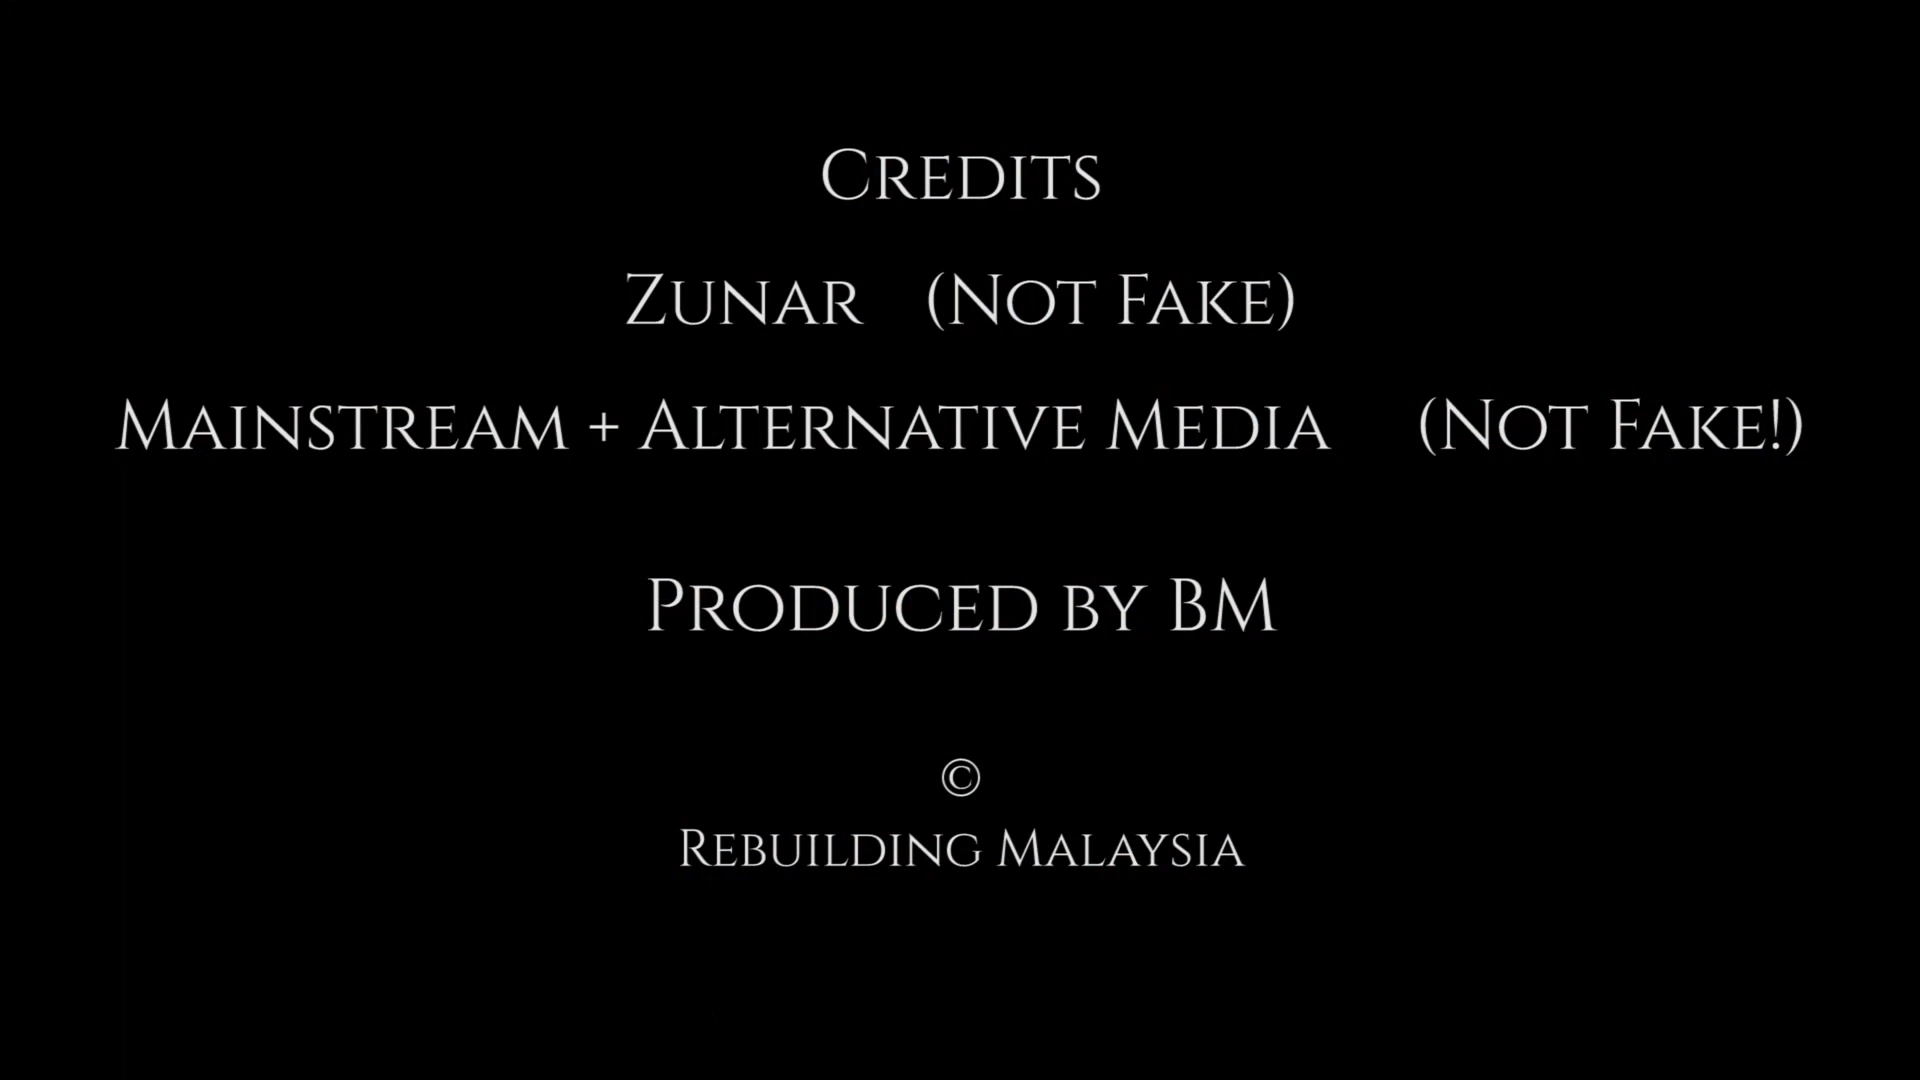 Credits
Zunar (Not Fake)
Mainstream + Alternative Media (Not Fake!)
Produced by BM
©
Rebuilding Malaysia